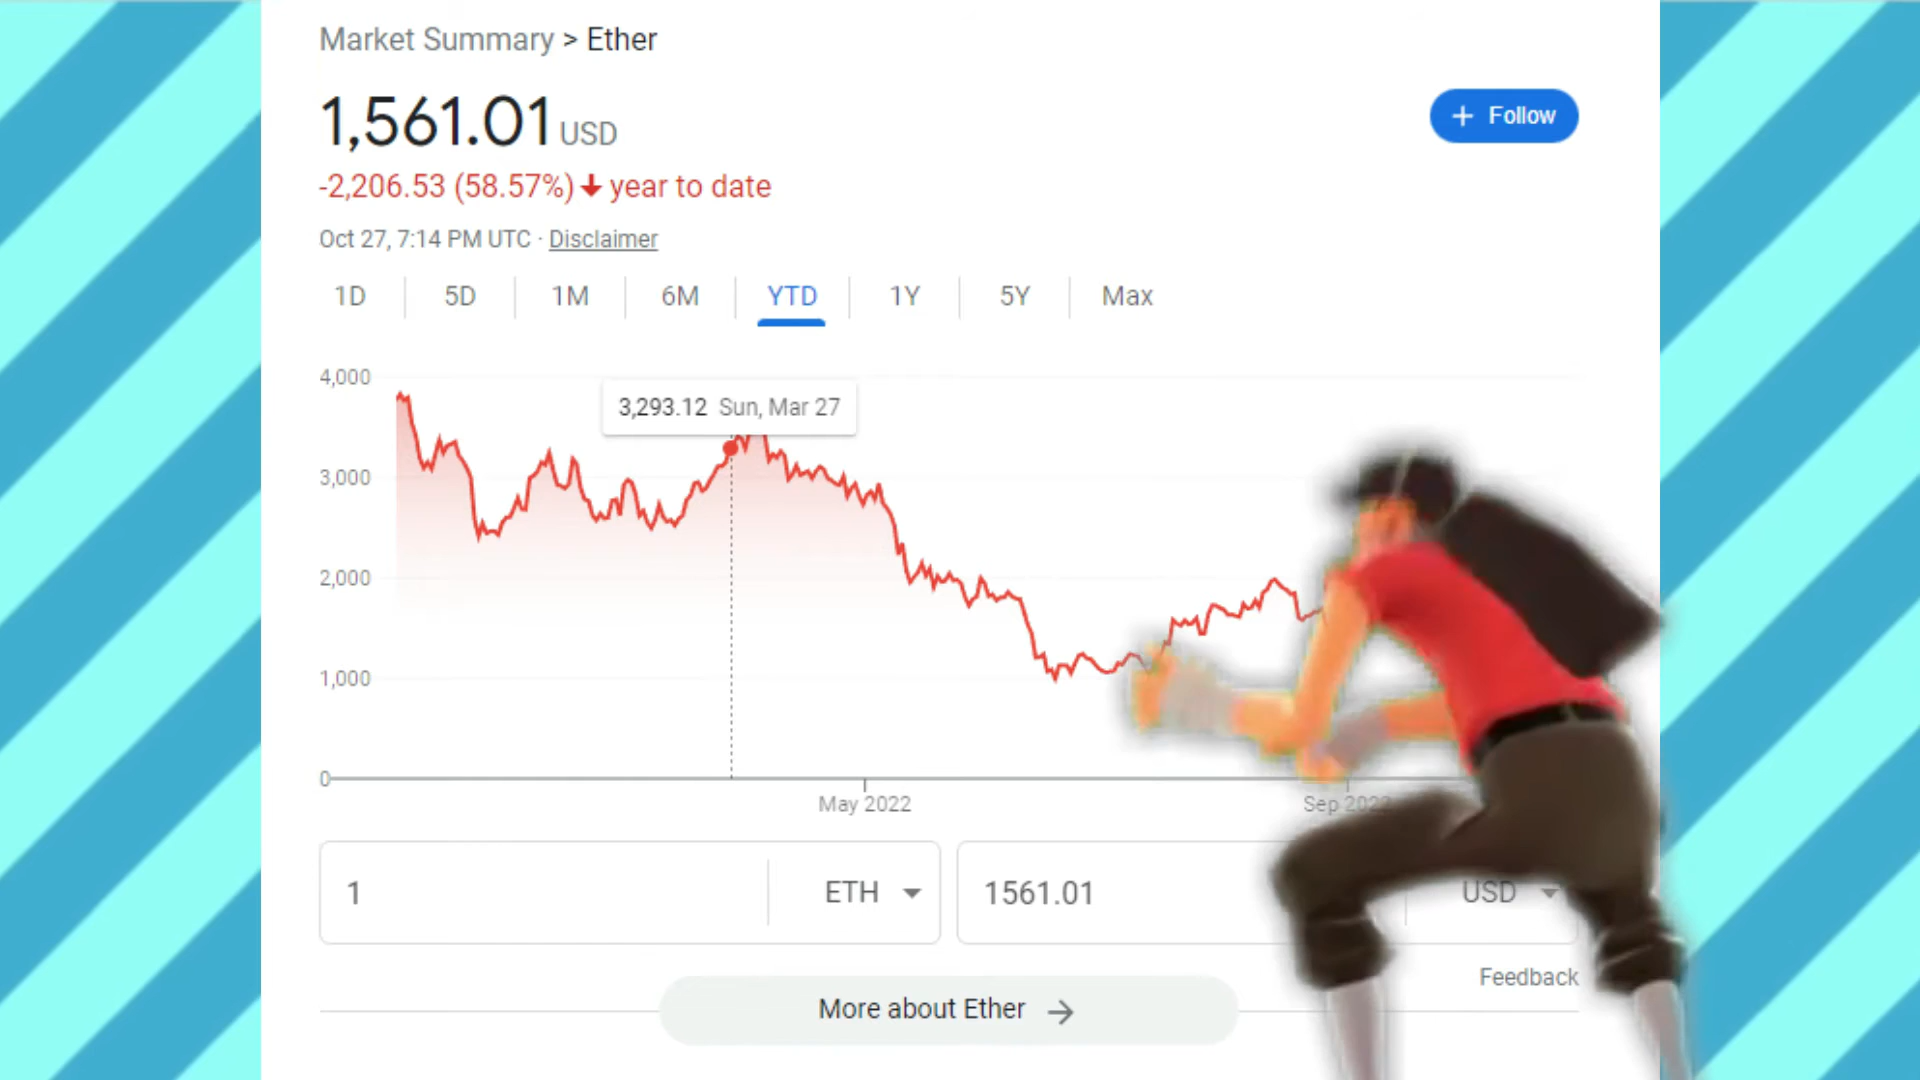 Market Summary > Ether
1,561.01 USD
+ Follow
-2,206.53 (58.57%) ↓ year to date
Oct 27, 7:14 PM UTC · Disclaimer
1D 5D 1M 6M YTD 1Y 5Y Max
4,000
3,293.12 Sun, Mar 27
3,000
2,000
1,000
0
May 2022 Sep 2022
1 ETH 1561.01 USD
Feedback
More about Ether →